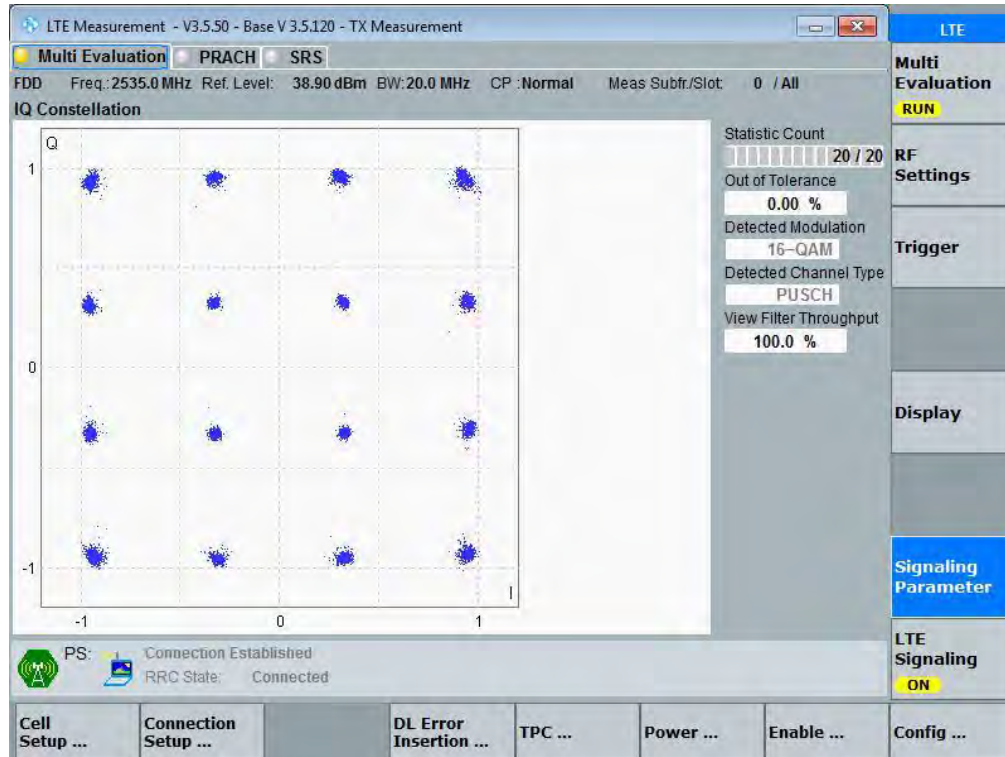 LTE Measurement - V3.5.50 - Base V 3.5.120 - TX Measurement
LTE
Multi Evaluation PRACH SRS
FDD Freq.:2535.0 MHz Ref. Level: 38.90 dBm BW:20.0 MHz CP :Normal Meas Subfr./Slot: 0 / All
IQ Constellation
Q
1
0
-1
I
-1 0 1
Statistic Count
20 / 20
Out of Tolerance
0.00 %
Detected Modulation
16-QAM
Detected Channel Type
PUSCH
View Filter Throughput
100.0 %
Multi
Evaluation
RUN
RF
Settings
Trigger
Display
Signaling
Parameter
LTE
Signaling
ON
PS: Connection Established
RRC State: Connected
Cell
Setup ...
Connection
Setup ...
DL Error
Insertion ...
TPC ...
Power ...
Enable ...
Config ...